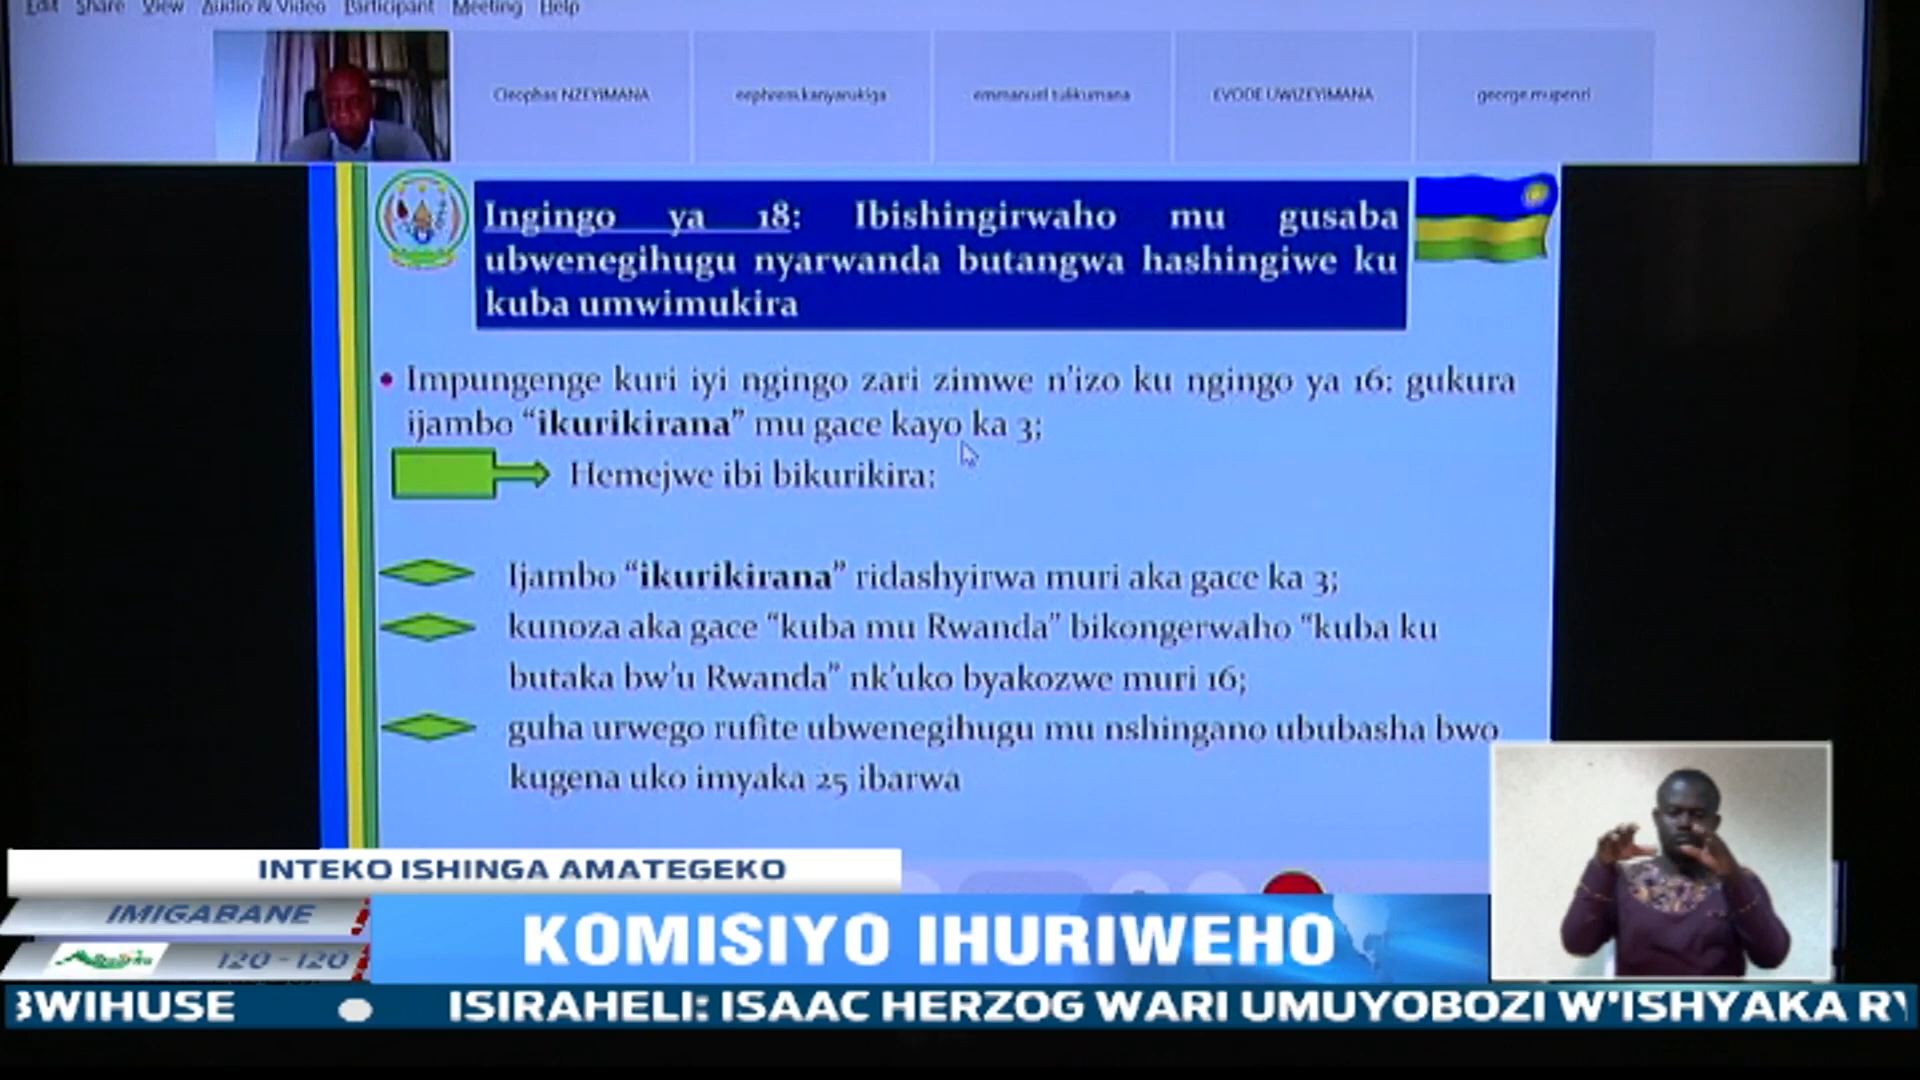 Edit Share View Audio & Video Participant Meeting Help
Cleophas NZEYIMANA
eephrem.kanyarukiga
emmanuel tulikumana
EVODE UWIZEYIMANA
george.mupenzi
Ingingo ya 18: Ibishingirwaho mu gusaba
ubwenegihugu nyarwanda butangwa hashingiwe ku
kuba umwimukira
• Impungenge kuri iyi ngingo zari zimwe n'izo ku ngingo ya 16: gukura
ijambo “ikurikirana” mu gace kayo ka 3;
Hemejwe ibi bikurikira:
Ijambo “ikurikirana” ridashyirwa muri aka gace ka 3;
kunoza aka gace “kuba mu Rwanda” bikongerwaho “kuba ku
butaka bw'u Rwanda” nk'uko byakozwe muri 16;
guha urwego rufite ubwenegihugu mu nshingano ububasha bwo
kugena uko imyaka 25 ibarwa
INTEKO ISHINGA AMATEGEKO
IMIGABANE
KOMISIYO IHURIWEHO
120 - 120
BWIHUSE
ISIRAHELI: ISAAC HERZOG WARI UMUYOBOZI W'ISHYAKA